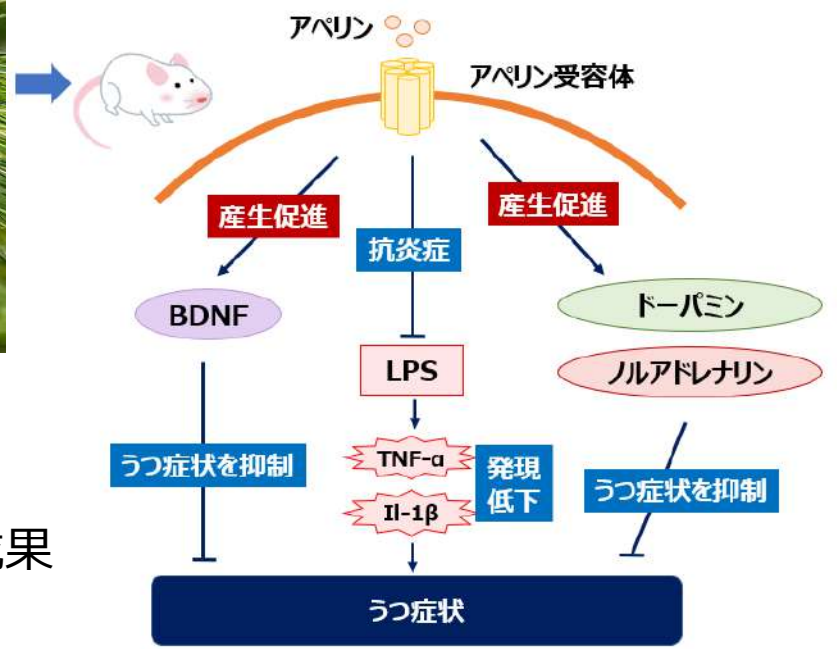 アペリン
アペリン受容体
産生促進
産生促進
抗炎症
BDNF
ドーパミン
LPS
ノルアドレナリン
TNF-α
発現
低下
Il-1β
うつ症状を抑制
うつ症状を抑制
果
うつ症状